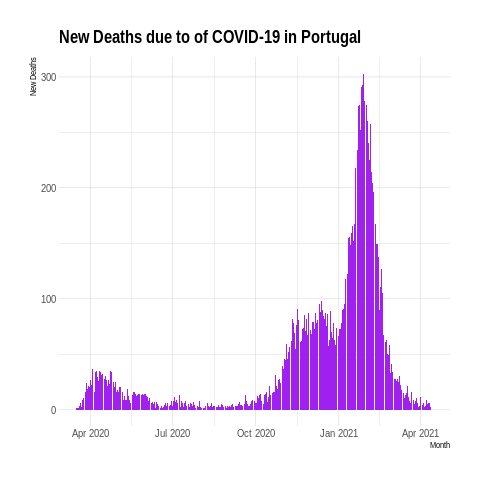 New Deaths due to of COVID-19 in Portugal
New Deaths
300
200
100
0
Apr 2020 Jul 2020 Oct 2020 Jan 2021 Apr 2021
Month